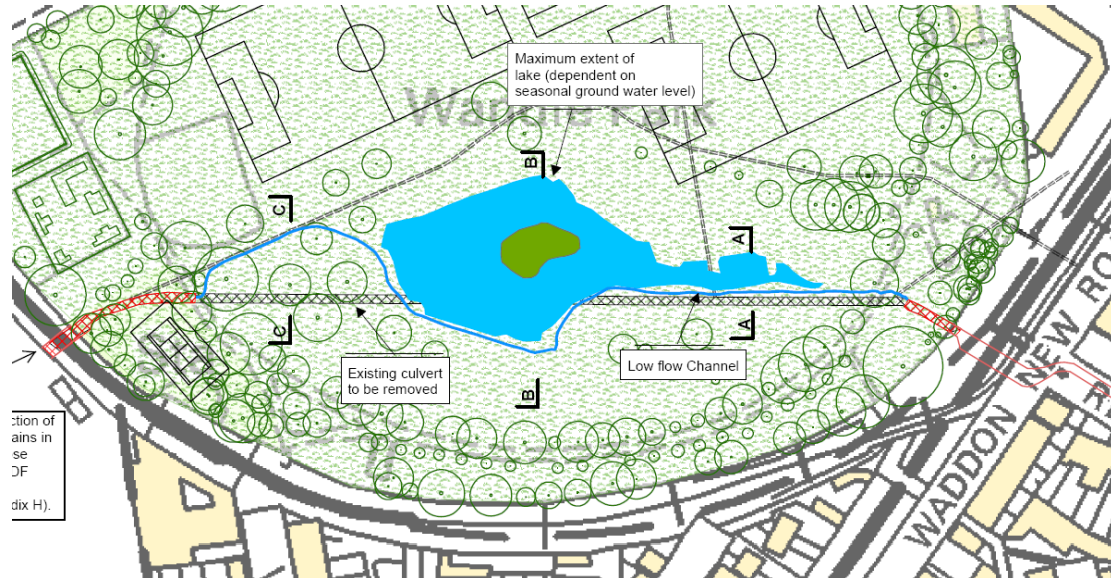 Maximum extent of
lake (dependent on
seasonal ground water level)
Wandle Park
B
C
A
C
A
B
Existing culvert
to be removed
Low flow Channel
WADDON NEW RO
ction of
ains in
se
OF
dix H).